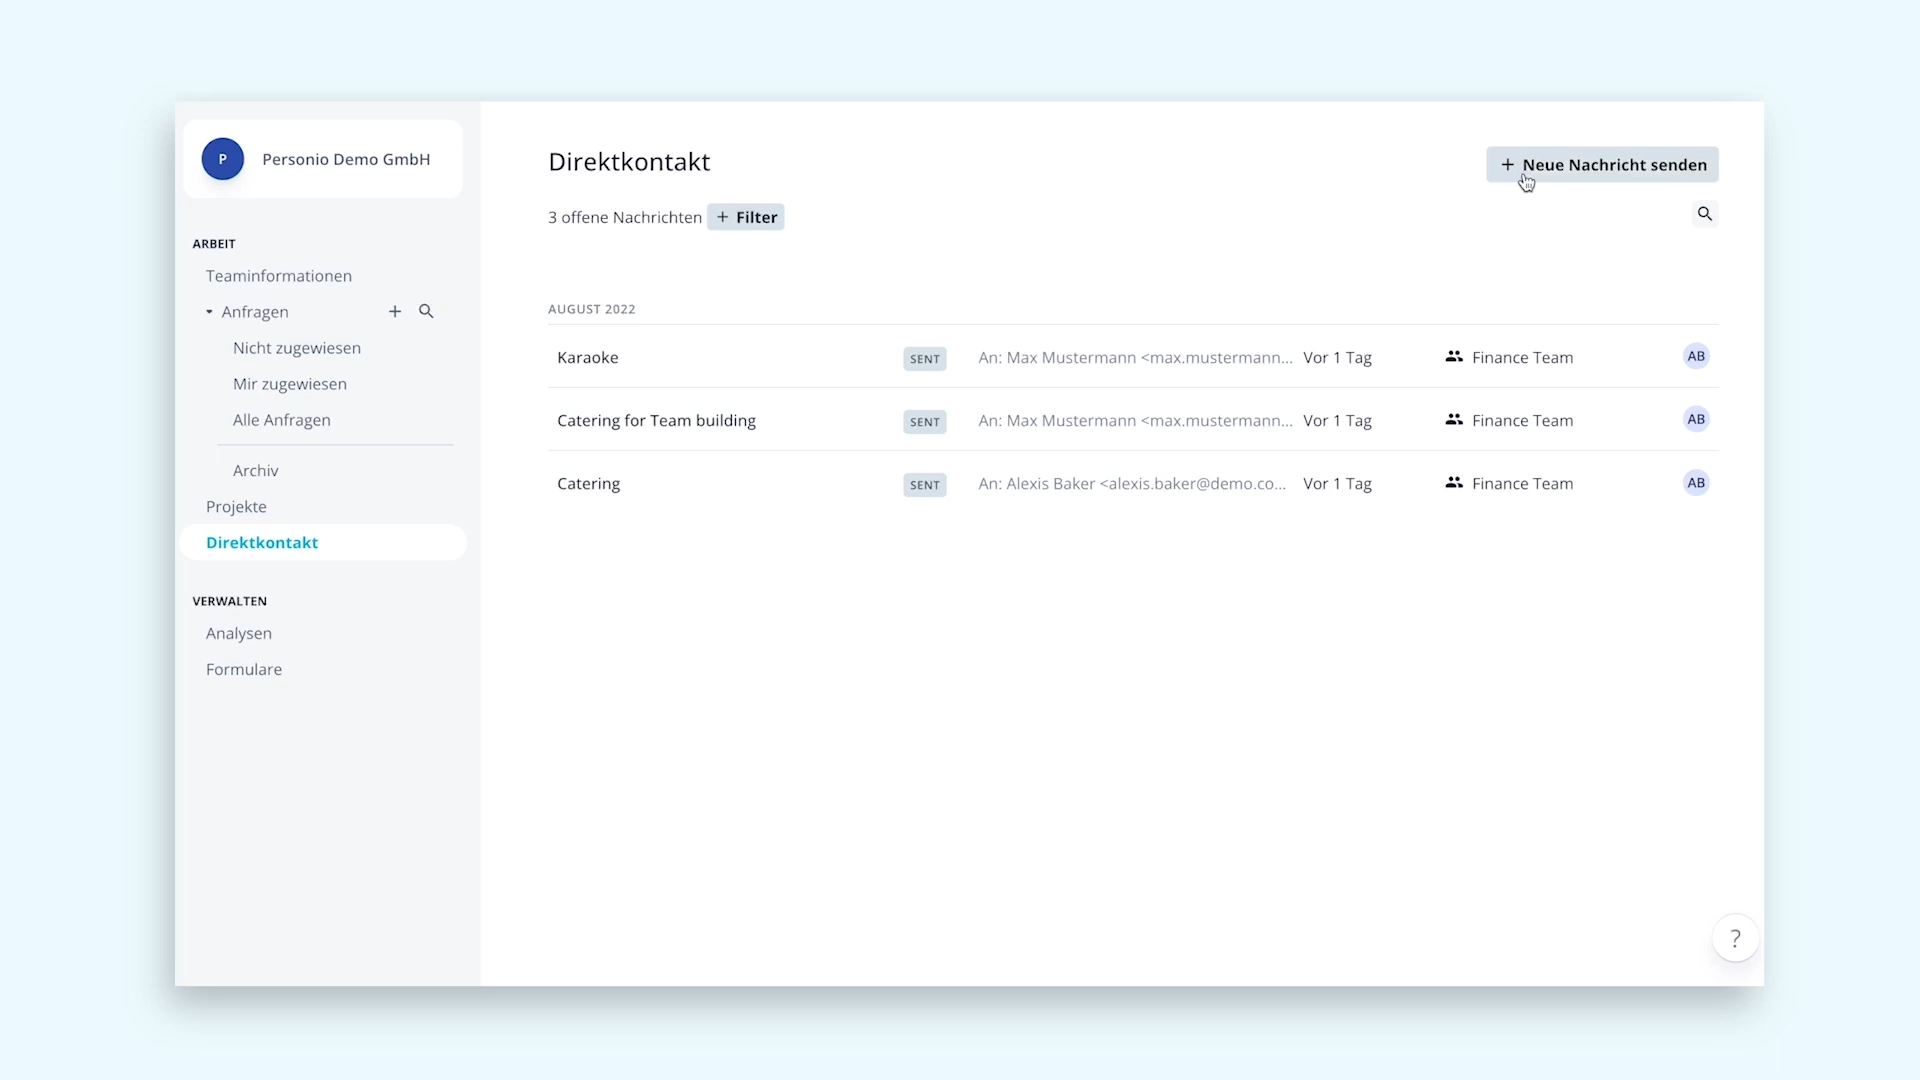 P
Personio Demo GmbH
ARBEIT
Teaminformationen
Anfragen
Nicht zugewiesen
Mir zugewiesen
Alle Anfragen
Archiv
Projekte
Direktkontakt
VERWALTEN
Analysen
Formulare
Direktkontakt
+ Neue Nachricht senden
3 offene Nachrichten + Filter
AUGUST 2022
Karaoke SENT An: Max Mustermann <max.mustermann... Vor 1 Tag Finance Team AB
Catering for Team building SENT An: Max Mustermann <max.mustermann... Vor 1 Tag Finance Team AB
Catering SENT An: Alexis Baker <alexis.baker@demo.co... Vor 1 Tag Finance Team AB
?